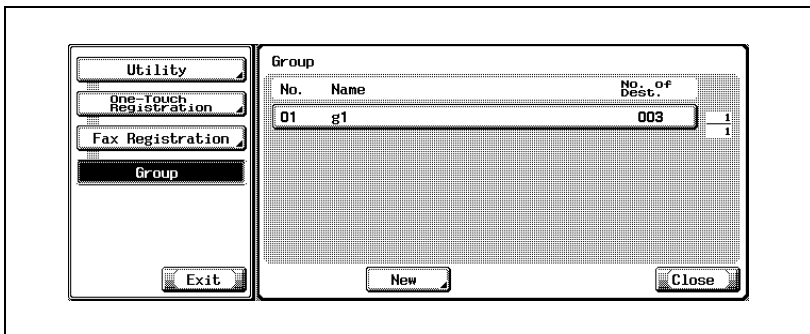 Utility
One-Touch
Registration
Fax Registration
Group
Exit
Group
No. Name No. of
Dest.
01 g1 003
1
1
New
Close